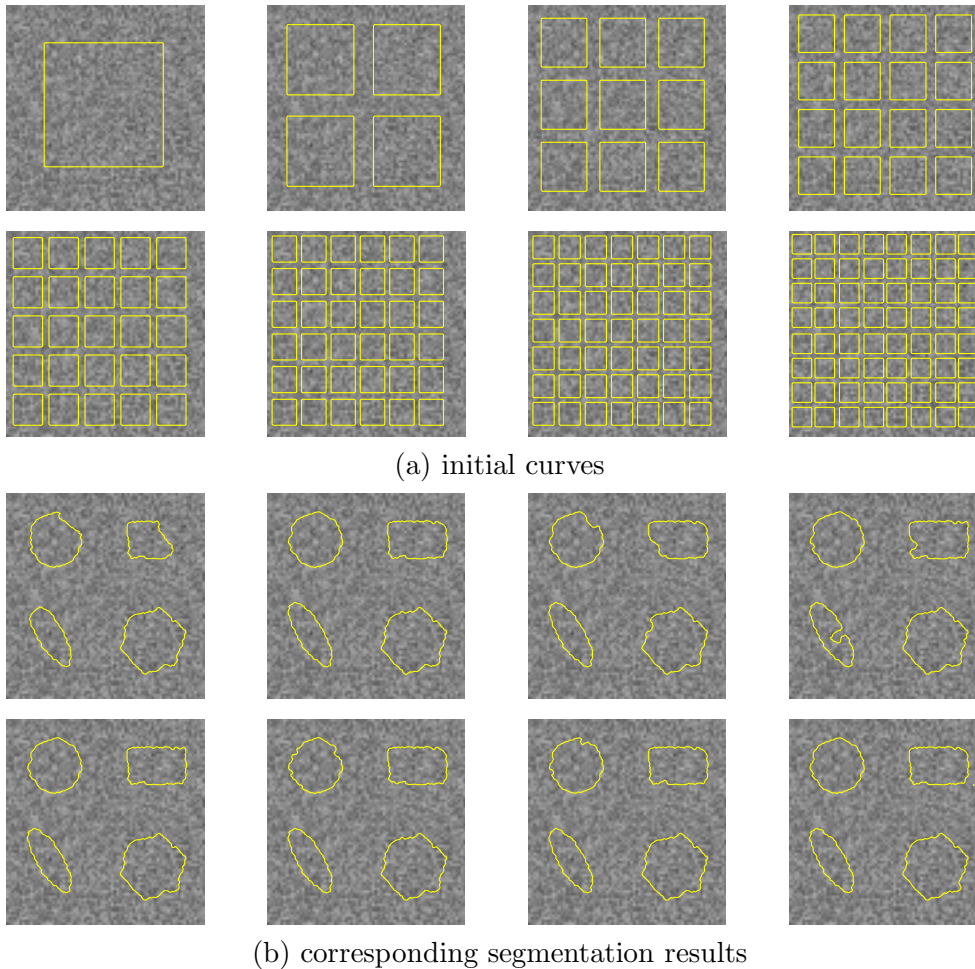 (a) initial curves
(b) corresponding segmentation results